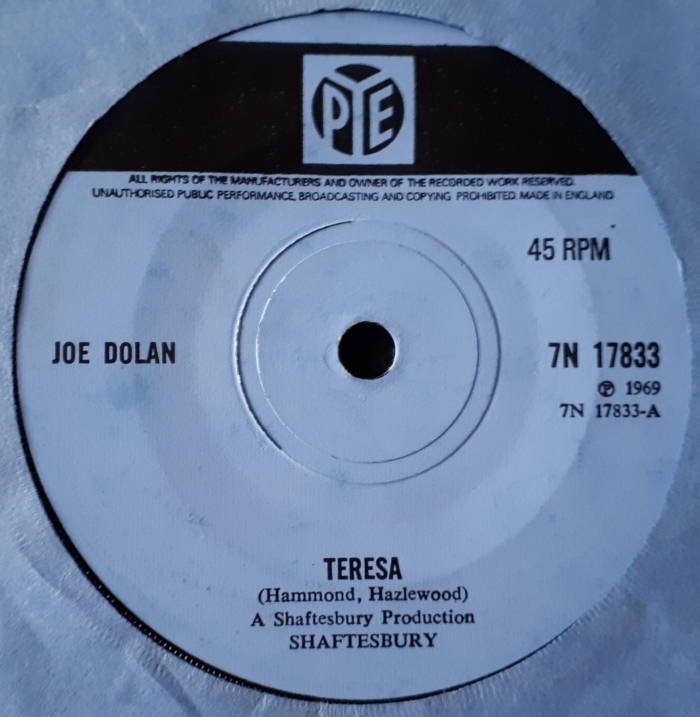 PYE
ALL RIGHTS OF THE MANUFACTURERS AND OWNER OF THE RECORDED WORK RESERVED.
UNAUTHORISED PUBLIC PERFORMANCE, BROADCASTING AND COPYING PROHIBITED. MADE IN ENGLAND
45 RPM
JOE DOLAN
7N 17833
℗ 1969
7N 17833-A
TERESA
(Hammond, Hazlewood)
A Shaftesbury Production
SHAFTESBURY